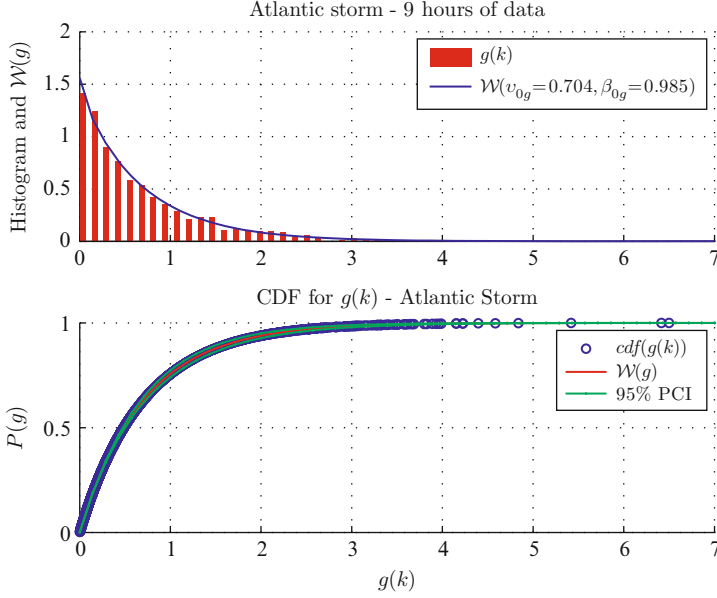 Atlantic storm - 9 hours of data
Histogram and 𝒲(g)
2
1.5
1
0.5
0
0 1 2 3 4 5 6 7
g(k)
𝒲(υ₀g=0.704, β₀g=0.985)
CDF for g(k) - Atlantic Storm
P(g)
1
0.5
0
0 1 2 3 4 5 6 7
cdf(g(k))
𝒲(g)
95% PCI
g(k)